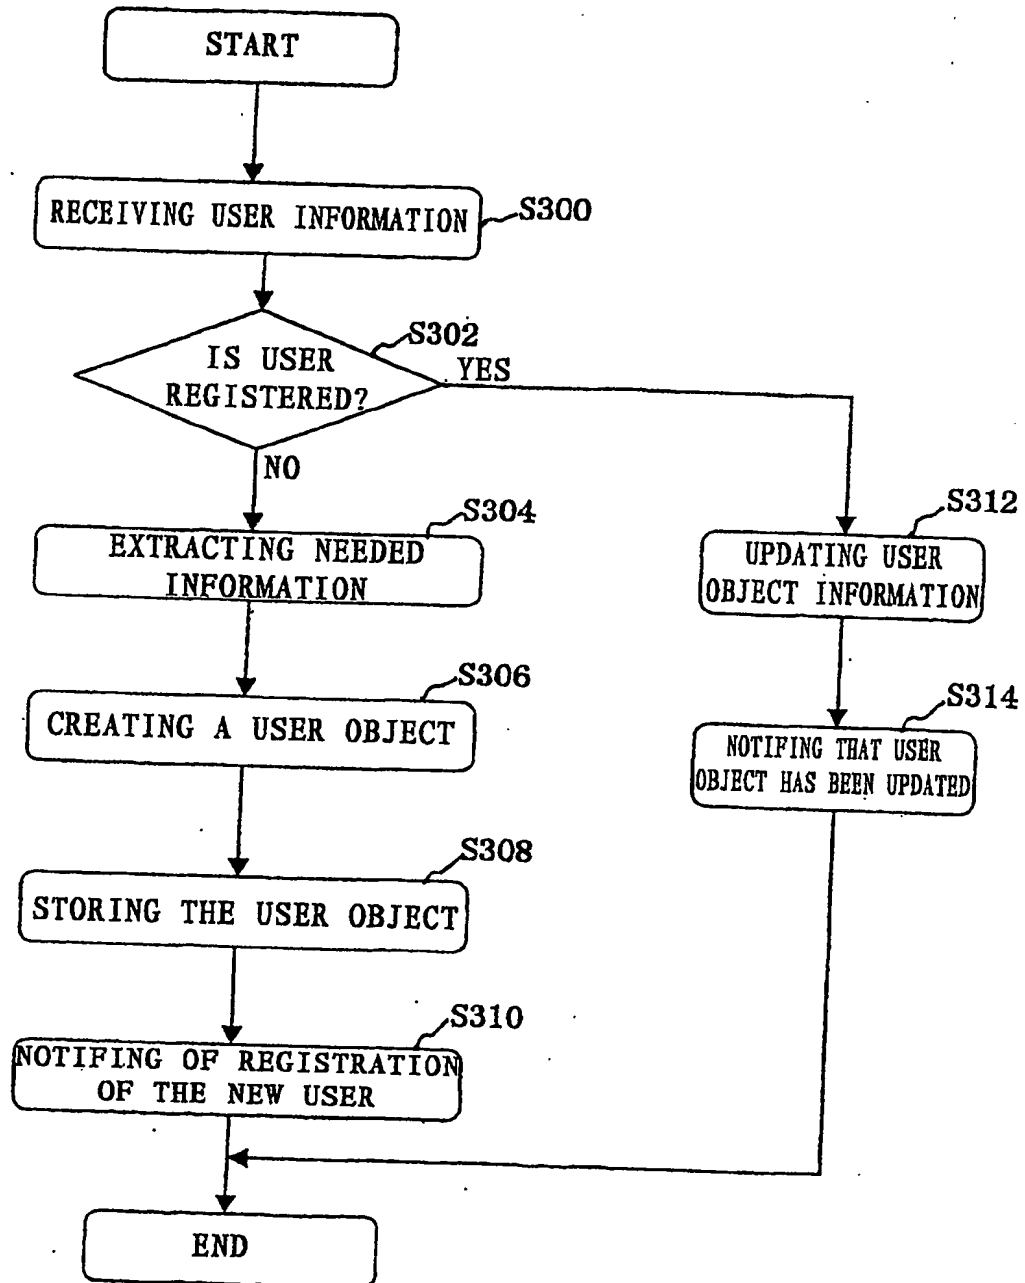 START
RECEIVING USER INFORMATION
S300
S302
IS USER
REGISTERED?
YES
NO
S304
EXTRACTING NEEDED
INFORMATION
S312
UPDATING USER
OBJECT INFORMATION
S306
CREATING A USER OBJECT
S314
NOTIFING THAT USER
OBJECT HAS BEEN UPDATED
S308
STORING THE USER OBJECT
S310
NOTIFING OF REGISTRATION
OF THE NEW USER
END